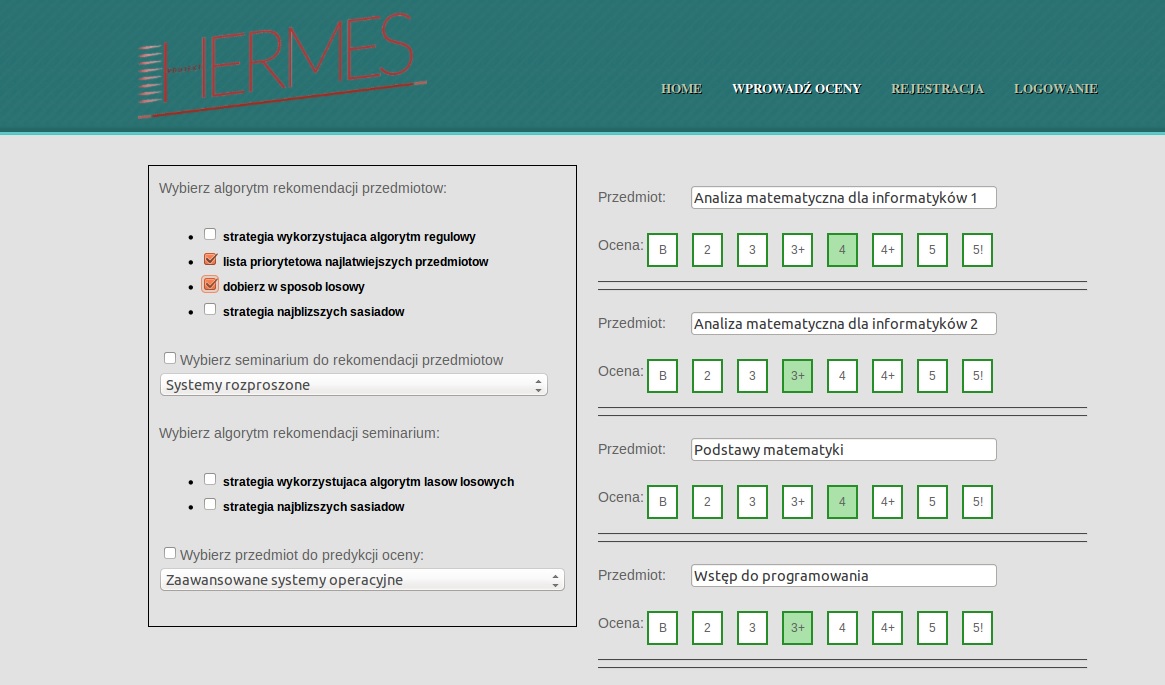 HERMES
HOME WPROWADŹ OCENY REJESTRACJA LOGOWANIE
Wybierz algorytm rekomendacji przedmiotow:
strategia wykorzystujaca algorytm regulowy
lista priorytetowa najlatwiejszych przedmiotow
dobierz w sposob losowy
strategia najblizszych sasiadow
Wybierz seminarium do rekomendacji przedmiotow
Systemy rozproszone
Wybierz algorytm rekomendacji seminarium:
strategia wykorzystujaca algorytm lasow losowych
strategia najblizszych sasiadow
Wybierz przedmiot do predykcji oceny:
Zaawansowane systemy operacyjne
Przedmiot: Analiza matematyczna dla informatyków 1
Ocena: B 2 3 3+ 4 4+ 5 5!
Przedmiot: Analiza matematyczna dla informatyków 2
Ocena: B 2 3 3+ 4 4+ 5 5!
Przedmiot: Podstawy matematyki
Ocena: B 2 3 3+ 4 4+ 5 5!
Przedmiot: Wstęp do programowania
Ocena: B 2 3 3+ 4 4+ 5 5!